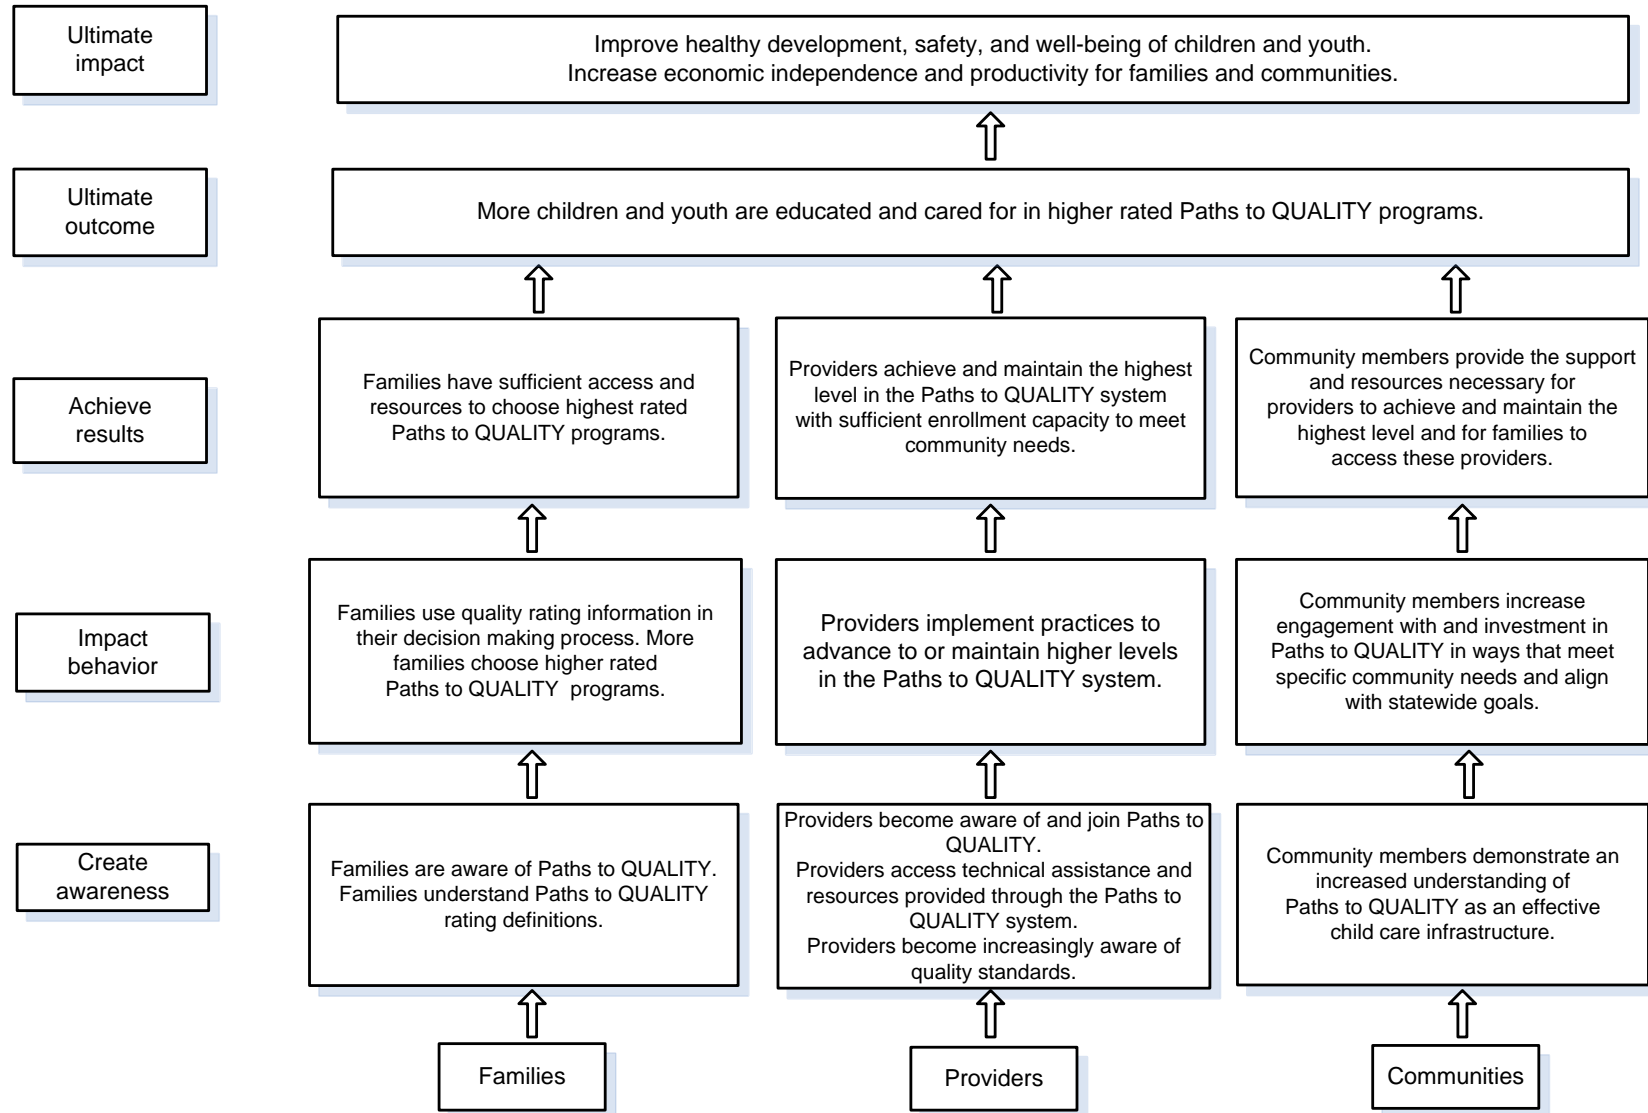 Ultimate
impact
Improve healthy development, safety, and well-being of children and youth.
Increase economic independence and productivity for families and communities.
Ultimate
outcome
More children and youth are educated and cared for in higher rated Paths to QUALITY programs.
Achieve
results
Families have sufficient access and
resources to choose highest rated
Paths to QUALITY programs.
Providers achieve and maintain the highest
level in the Paths to QUALITY system
with sufficient enrollment capacity to meet
community needs.
Community members provide the support
and resources necessary for
providers to achieve and maintain the
highest level and for families to
access these providers.
Impact
behavior
Families use quality rating information in
their decision making process. More
families choose higher rated
Paths to QUALITY  programs.
Providers implement practices to
advance to or maintain higher levels
in the Paths to QUALITY system.
Community members increase
engagement with and investment in
Paths to QUALITY in ways that meet
specific community needs and align
with statewide goals.
Create
awareness
Families are aware of Paths to QUALITY.
Families understand Paths to QUALITY
rating definitions.
Providers become aware of and join Paths to
QUALITY.
Providers access technical assistance and
resources provided through the Paths to
QUALITY system.
Providers become increasingly aware of
quality standards.
Community members demonstrate an
increased understanding of
Paths to QUALITY as an effective
child care infrastructure.
Families
Providers
Communities